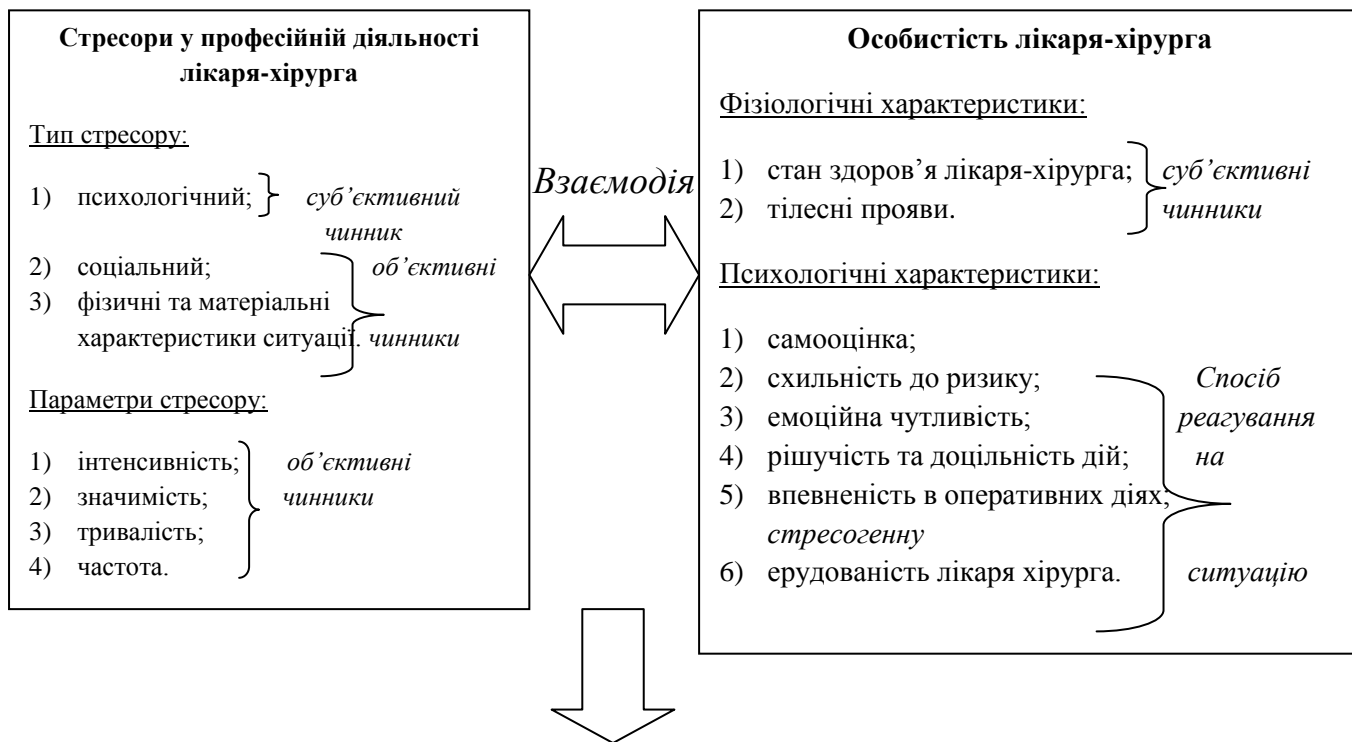 Стресори у професійній діяльності
лікаря-хірурга
Тип стресору:
1) психологічний; суб’єктивний
чинник
2) соціальний; об’єктивні
3) фізичні та матеріальні
характеристики ситуації. чинники
Параметри стресору:
1) інтенсивність; об’єктивні
2) значимість; чинники
3) тривалість;
4) частота.
Взаємодія
Особистість лікаря-хірурга
Фізіологічні характеристики:
1) стан здоров’я лікаря-хірурга; суб’єктивні
2) тілесні прояви. чинники
Психологічні характеристики:
1) самооцінка;
2) схильність до ризику; Спосіб
3) емоційна чутливість; реагування
4) рішучість та доцільність дій; на
5) впевненість в оперативних діях;
стресогенну
6) ерудованість лікаря хірурга. ситуацію